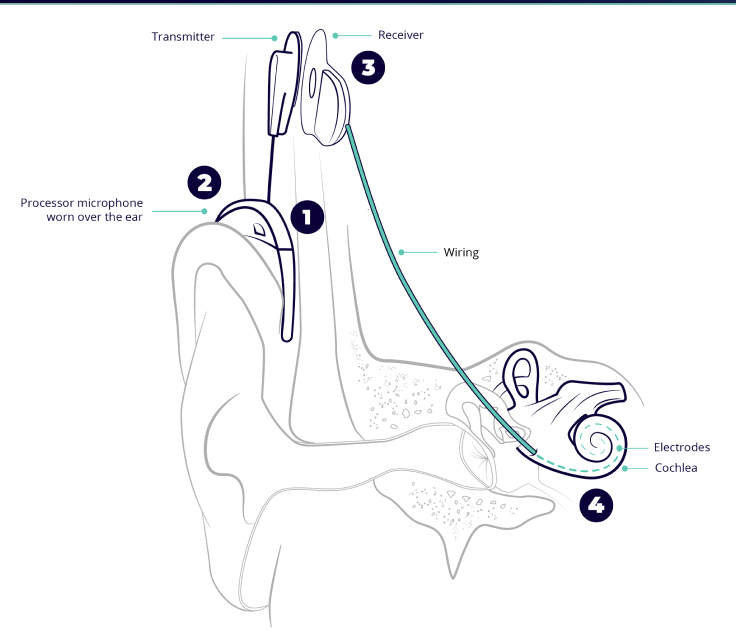 Transmitter
Receiver
3
2
Processor microphone
worn over the ear
1
Wiring
Electrodes
Cochlea
4